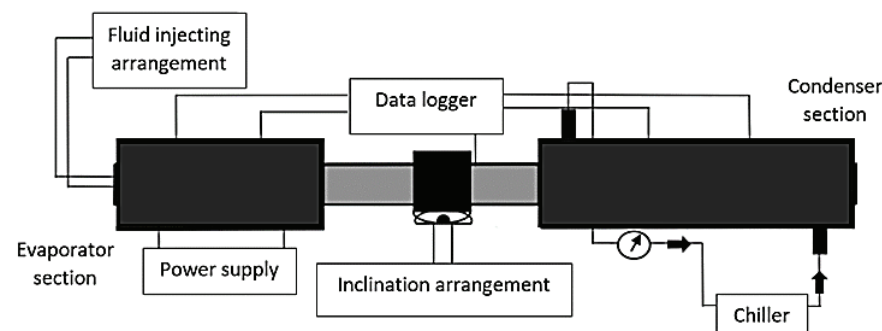 Fluid injecting
arrangement
Data logger
Condenser
section
Evaporator
section
Power supply
Inclination arrangement
Chiller